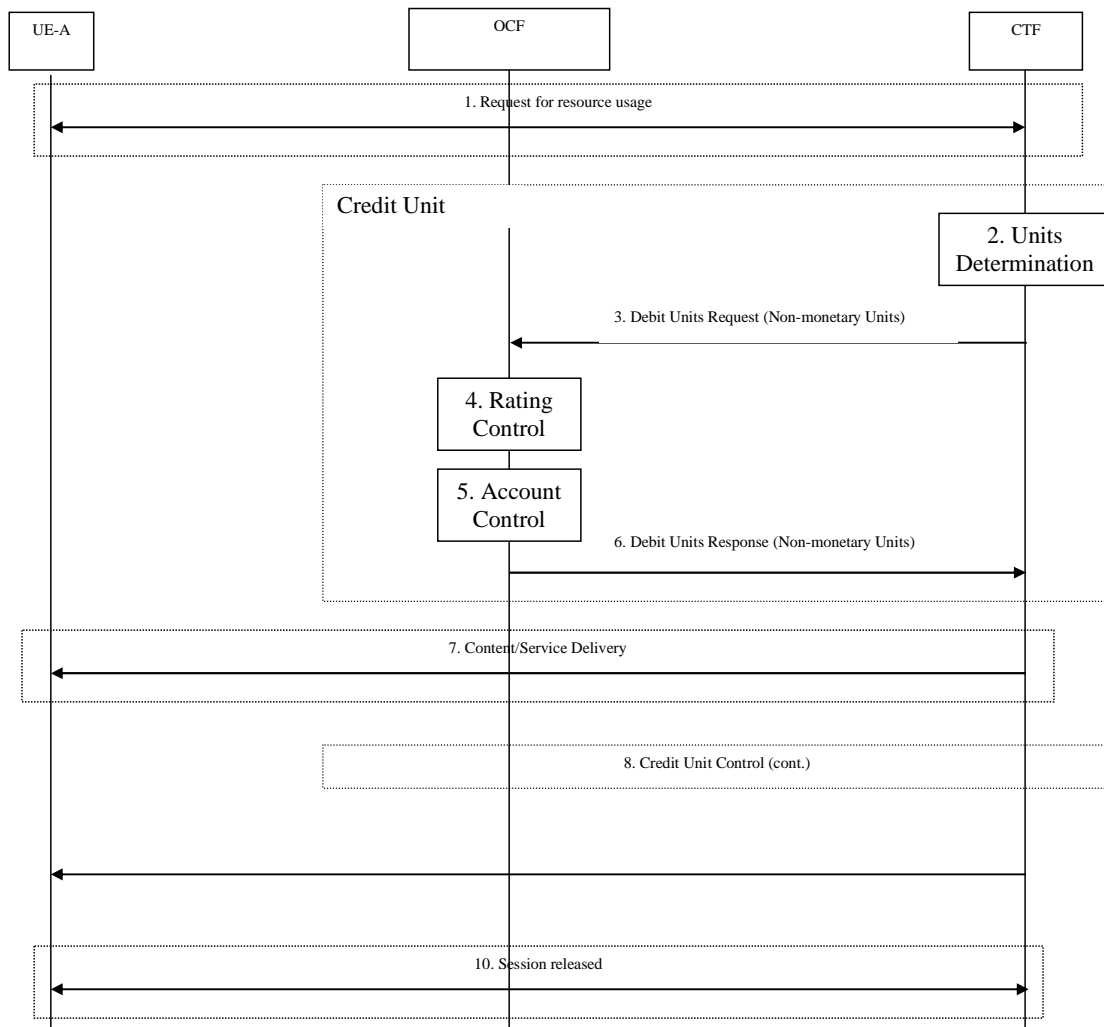 UE-A
OCF
CTF
1. Request for resource usage
Credit Unit
2. Units
Determination
3. Debit Units Request (Non-monetary Units)
4. Rating
Control
5. Account
Control
6. Debit Units Response (Non-monetary Units)
7. Content/Service Delivery
8. Credit Unit Control (cont.)
10. Session released